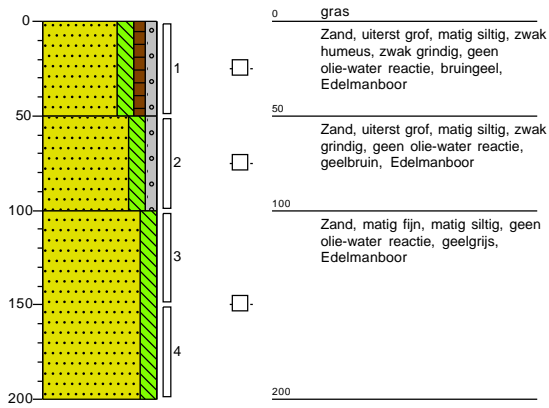 0
50
100
150
200
1
2
3
4
0
gras
Zand, uiterst grof, matig siltig, zwak
humeus, zwak grindig, geen
olie-water reactie, bruingeel,
Edelmanboor
50
Zand, uiterst grof, matig siltig, zwak
grindig, geen olie-water reactie,
geelbruin, Edelmanboor
100
Zand, matig fijn, matig siltig, geen
olie-water reactie, geelgrijs,
Edelmanboor
200